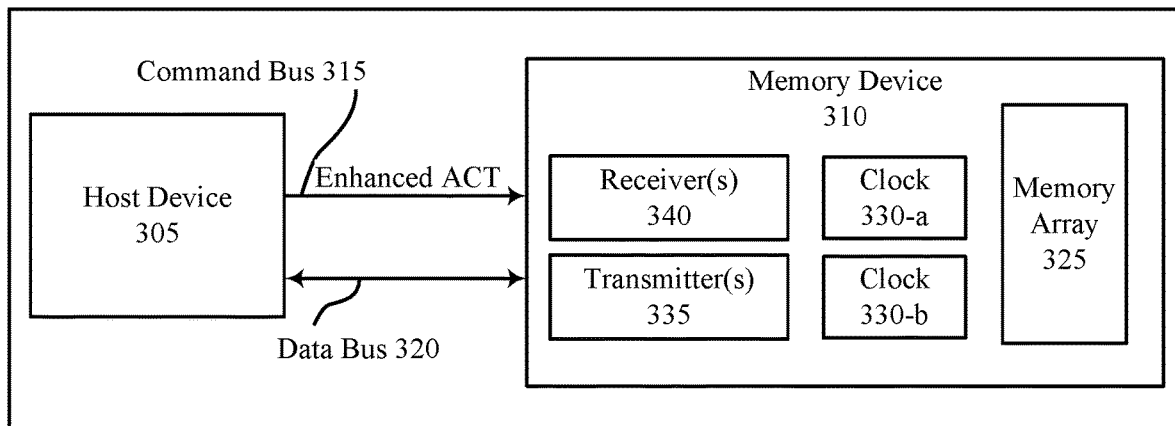 Command Bus 315
Memory Device
310
Enhanced ACT
Host Device
305
Receiver(s)
340
Clock
330-a
Memory
Array
325
Transmitter(s)
335
Clock
330-b
Data Bus 320